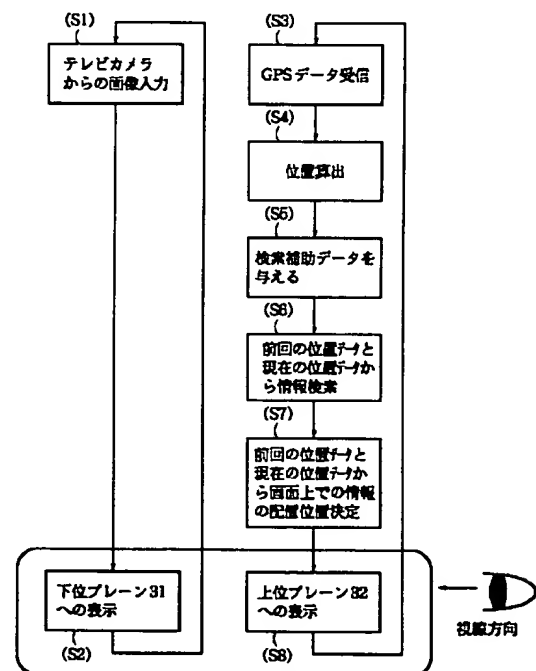 (S1)
テレビカメラ
からの画像入力
(S3)
GPSデータ受信
(S4)
位置算出
(S5)
検索補助データを
与える
(S6)
前回の位置データと
現在の位置データか
ら情報検索
(S7)
前回の位置データと
現在の位置データか
ら画面上での情報
の配置位置決定
下位プレーン31
への表示
(S2)
上位プレーン32
への表示
(S8)
視線方向